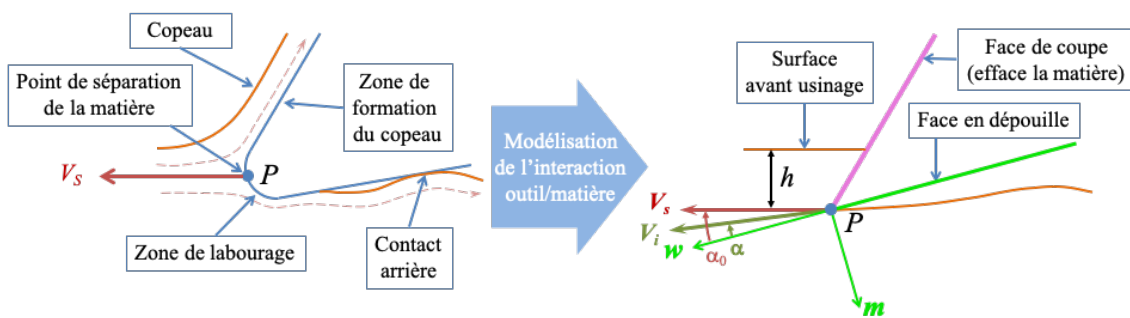 Copeau
Point de séparation
de la matière
Zone de
formation
du copeau
V_S
P
Zone de labourage
Contact
arrière
Modélisation
de l’interaction
outil/matière
Surface
avant usinage
Face de coupe
(efface la matière)
Face en dépouille
h
V_s
P
V_i
α
w
α_0
m